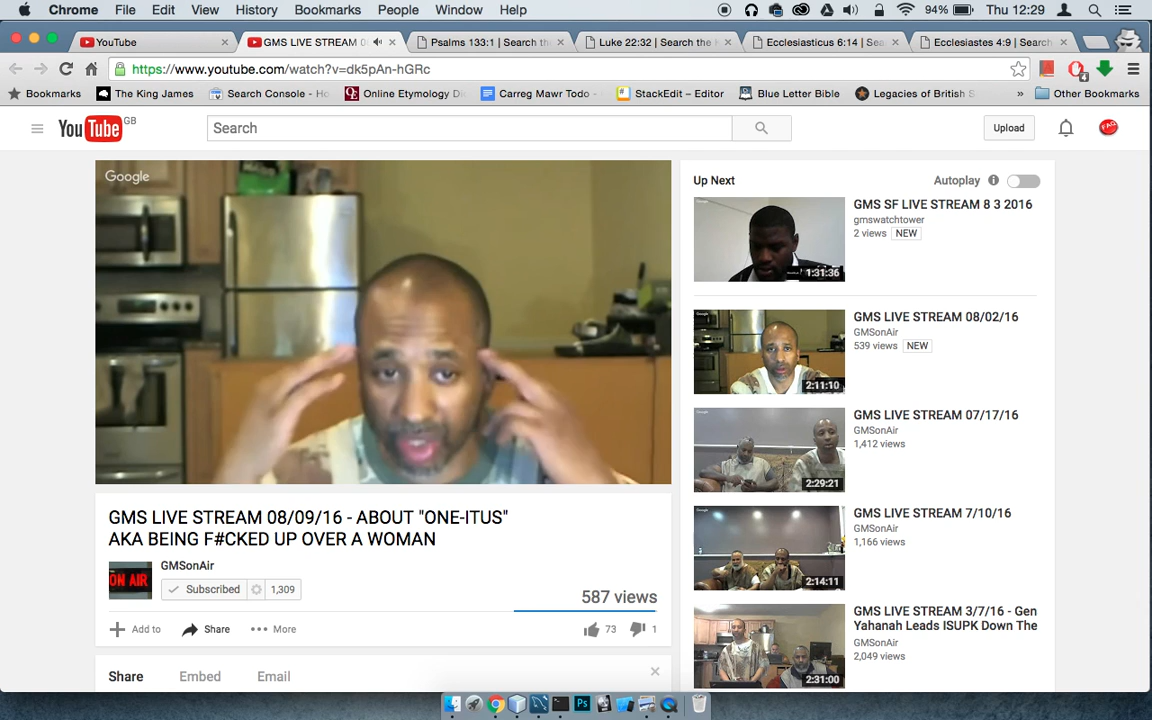 Chrome File Edit View History Bookmarks People Window Help 94% Thu 12:29
YouTube GMS LIVE STREAM 0 Psalms 133:1 | Search th Luke 22:32 | Search the Ecclesiasticus 6:14 | Sea Ecclesiastes 4:9 | Search
https://www.youtube.com/watch?v=dk5pAn-hGRc
Bookmarks The King James Search Console - Ho Online Etymology Di Carreg Mawr Todo - StackEdit – Editor Blue Letter Bible Legacies of British S » Other Bookmarks
YouTube GB Search Upload FAQ
Google
Up Next Autoplay
GMS SF LIVE STREAM 8 3 2016
gmswatchtower
2 views NEW
1:31:36
GMS LIVE STREAM 08/02/16
GMSonAir
539 views NEW
2:11:10
GMS LIVE STREAM 07/17/16
GMSonAir
1,412 views
2:29:21
GMS LIVE STREAM 7/10/16
GMSonAir
1,166 views
2:14:11
GMS LIVE STREAM 3/7/16 - Gen
Yahanah Leads ISUPK Down The
GMSonAir
2,049 views
2:31:00
GMS LIVE STREAM 08/09/16 - ABOUT "ONE-ITUS"
AKA BEING F#CKED UP OVER A WOMAN
ON AIR
GMSonAir
Subscribed 1,309
587 views
Add to Share More 73 1
Share Embed Email
Ps